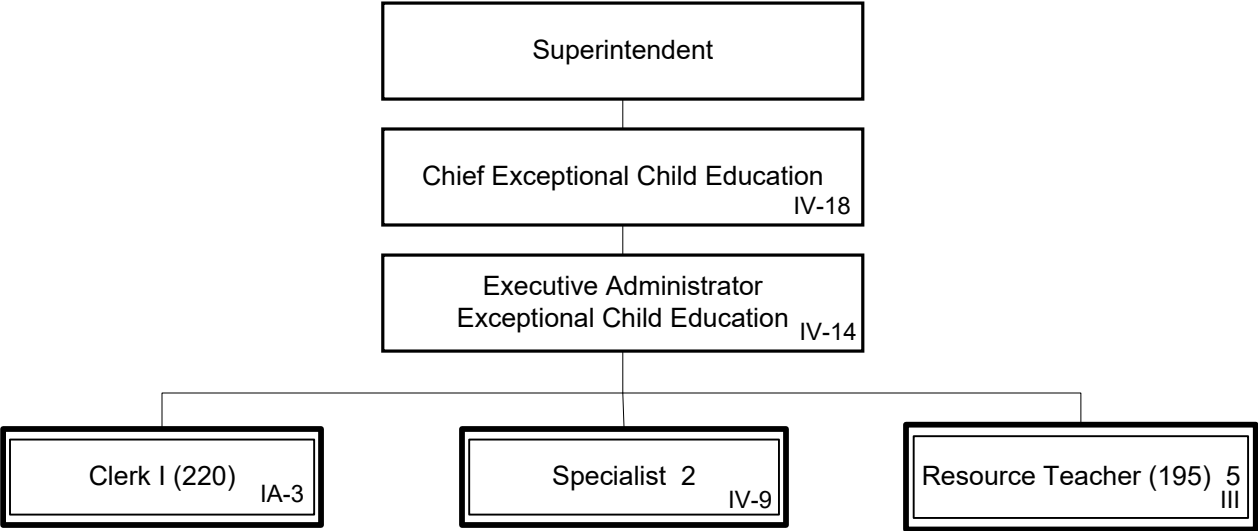 Superintendent
Chief Exceptional Child Education
IV-18
Executive Administrator
Exceptional Child Education
IV-14
Clerk I (220)
IA-3
Specialist 2
IV-9
Resource Teacher (195) 5
III